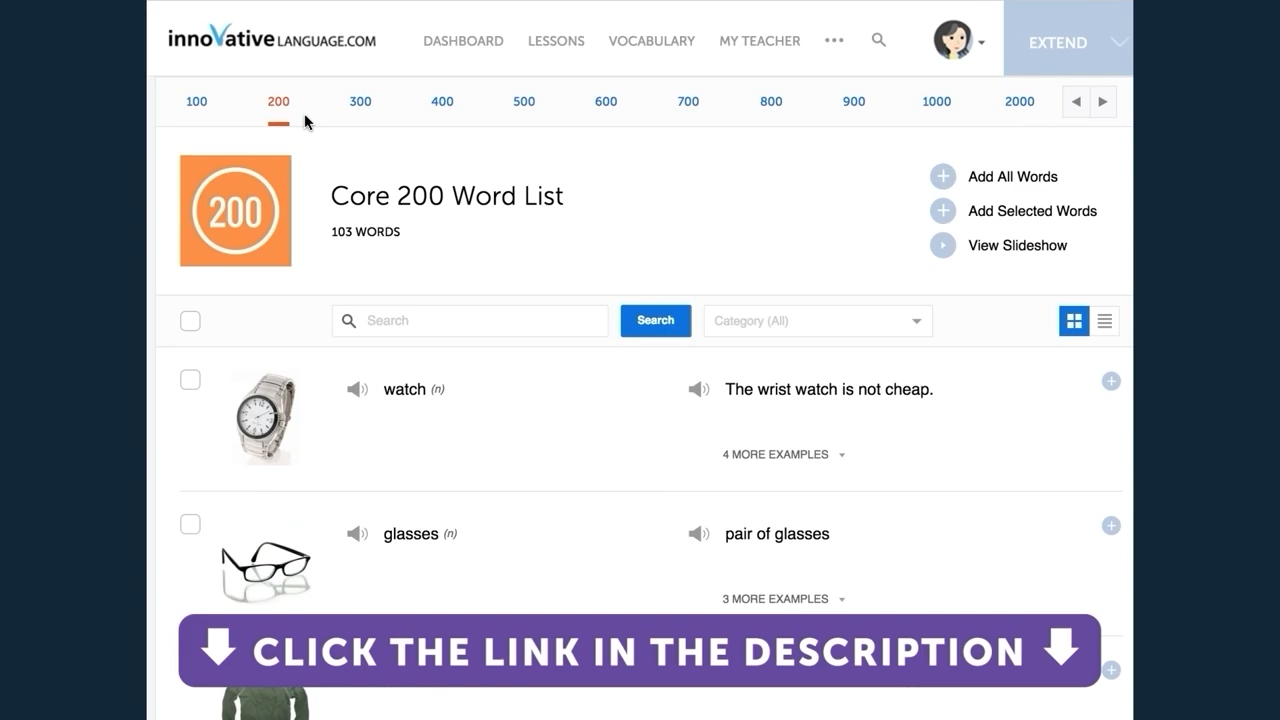 innoVative LANGUAGE.COM DASHBOARD LESSONS VOCABULARY MY TEACHER ••• EXTEND
100 200 300 400 500 600 700 800 900 1000 2000
200
Core 200 Word List
103 WORDS
Add All Words
Add Selected Words
View Slideshow
Search Search Category (All)
watch (n) The wrist watch is not cheap.
4 MORE EXAMPLES
glasses (n) pair of glasses
3 MORE EXAMPLES
CLICK THE LINK IN THE DESCRIPTION